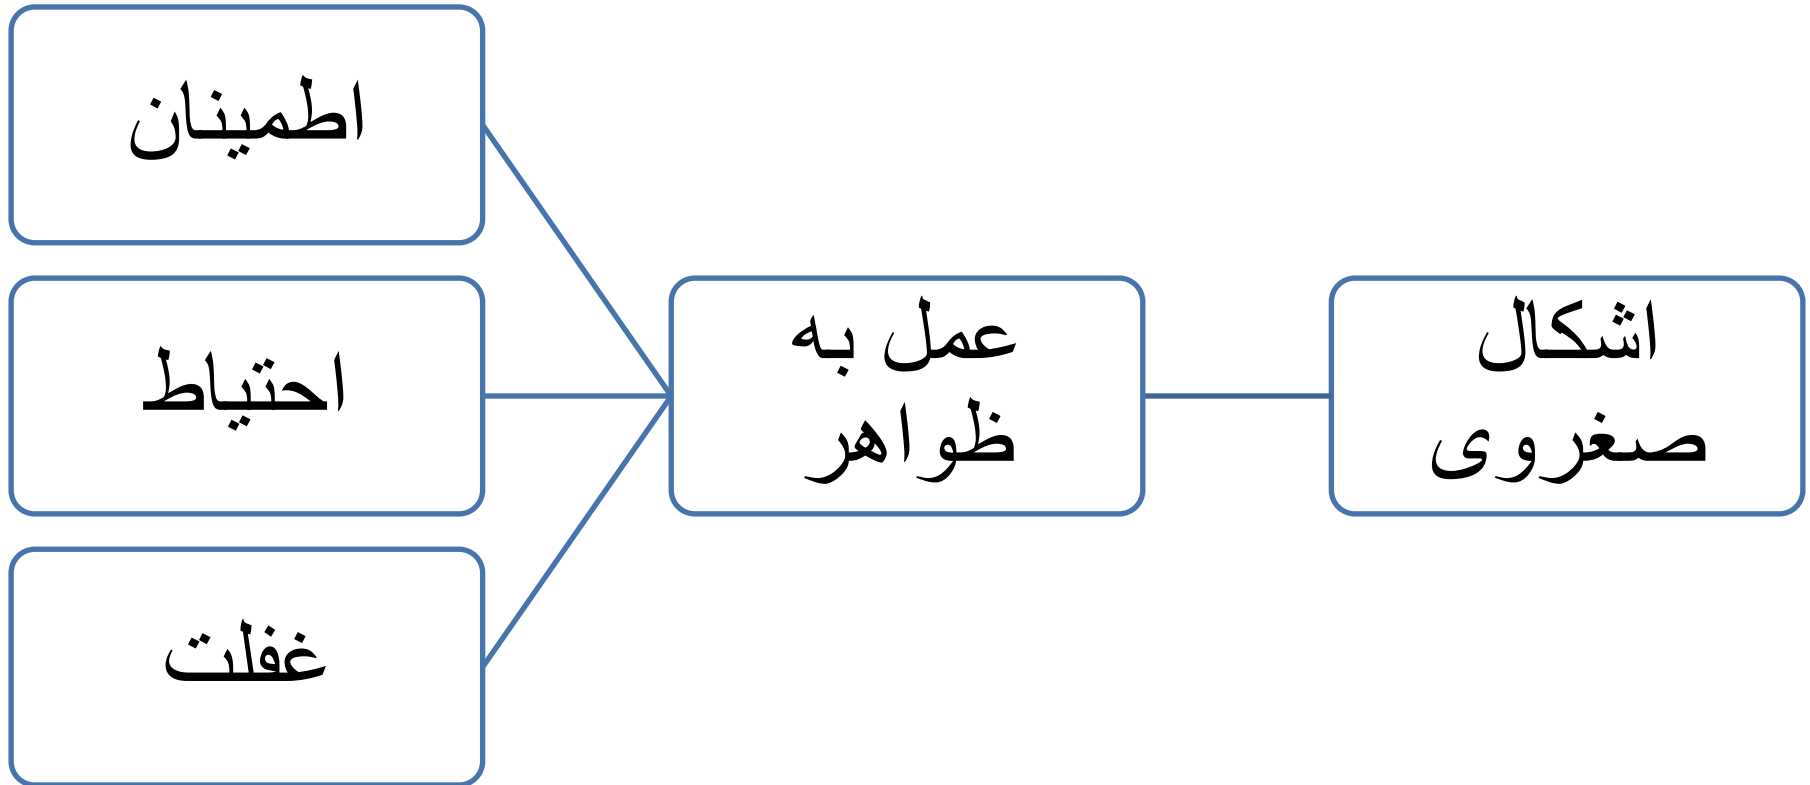 اشکال
صغروی
عمل به
ظواهر
اطمینان
احتیاط
غفلت